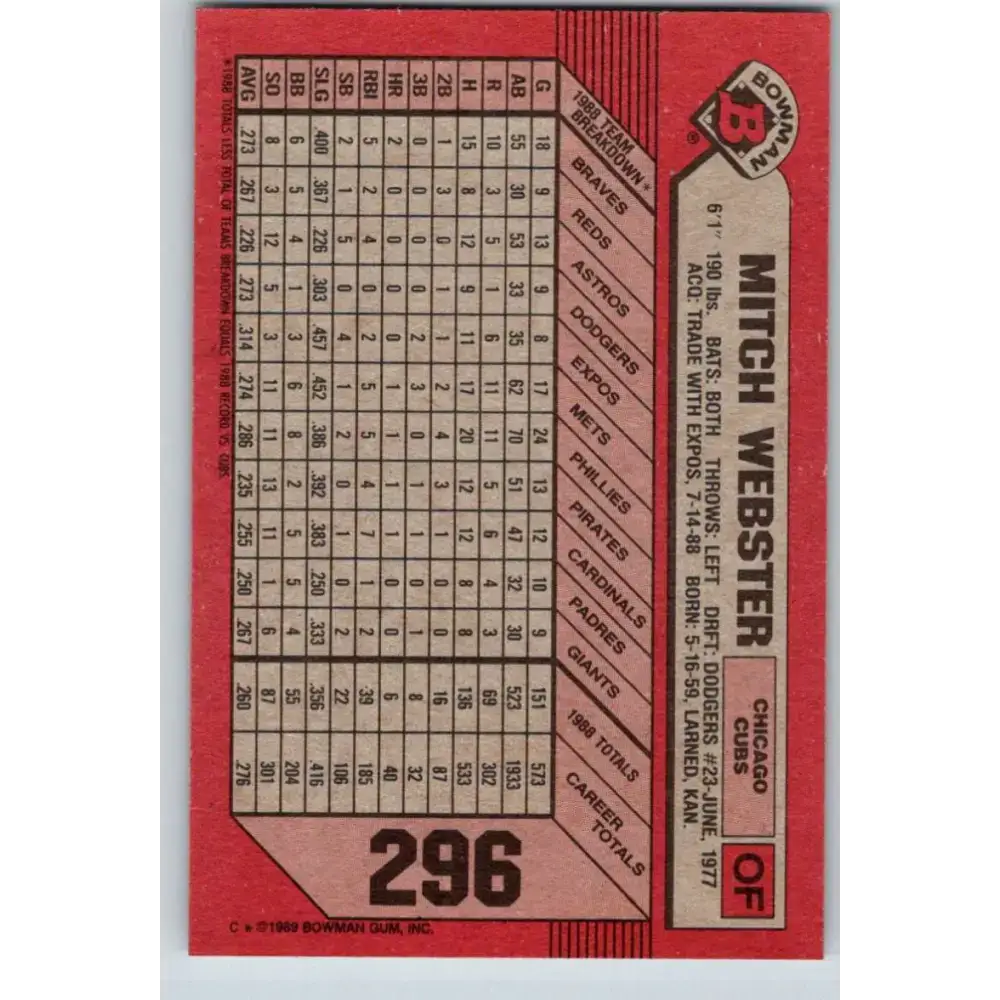 BOWMAN
B
®
MITCH WEBSTER
CHICAGO
CUBS
OF
6'1" 190 lbs. BATS: BOTH THROWS: LEFT DRFT: DODGERS #23-JUNE, 1977
ACQ: TRADE WITH EXPOS, 7-14-88 BORN: 5-16-59, LARNED, KAN.
1988 TEAM
BREAKDOWN*
BRAVES
REDS
ASTROS
DODGERS
EXPOS
METS
PHILLIES
PIRATES
CARDINALS
PADRES
GIANTS
1988 TOTALS
CAREER
TOTALS
G 18 9 13 9 8 17 24 13 12 10 9 151 573
AB 55 30 53 33 35 62 70 51 47 32 30 523 1933
R 10 3 5 1 6 11 11 5 6 4 3 69 302
H 15 8 12 9 11 17 20 12 12 8 8 136 533
2B 1 3 0 1 1 2 4 3 0 0 0 16 87
3B 0 0 0 0 2 3 0 1 1 0 1 8 32
HR 2 0 0 0 0 1 1 1 1 0 0 6 40
RBI 5 2 4 0 2 5 5 4 7 1 2 39 185
SB 2 1 5 0 4 1 2 0 1 0 2 22 106
SLG .400 .367 .226 .303 .457 .452 .386 .392 .383 .250 .333 .356 .416
BB 6 5 4 1 3 6 8 2 5 5 4 55 204
SO 8 3 12 5 3 11 11 13 11 1 6 87 301
AVG .273 .267 .226 .273 .314 .274 .286 .235 .255 .250 .267 .260 .276
*1988 TOTALS LESS TOTAL OF TEAMS BREAKDOWN EQUALS 1988 RECORD VS. CUBS.
296
C * ©1989 BOWMAN GUM, INC.